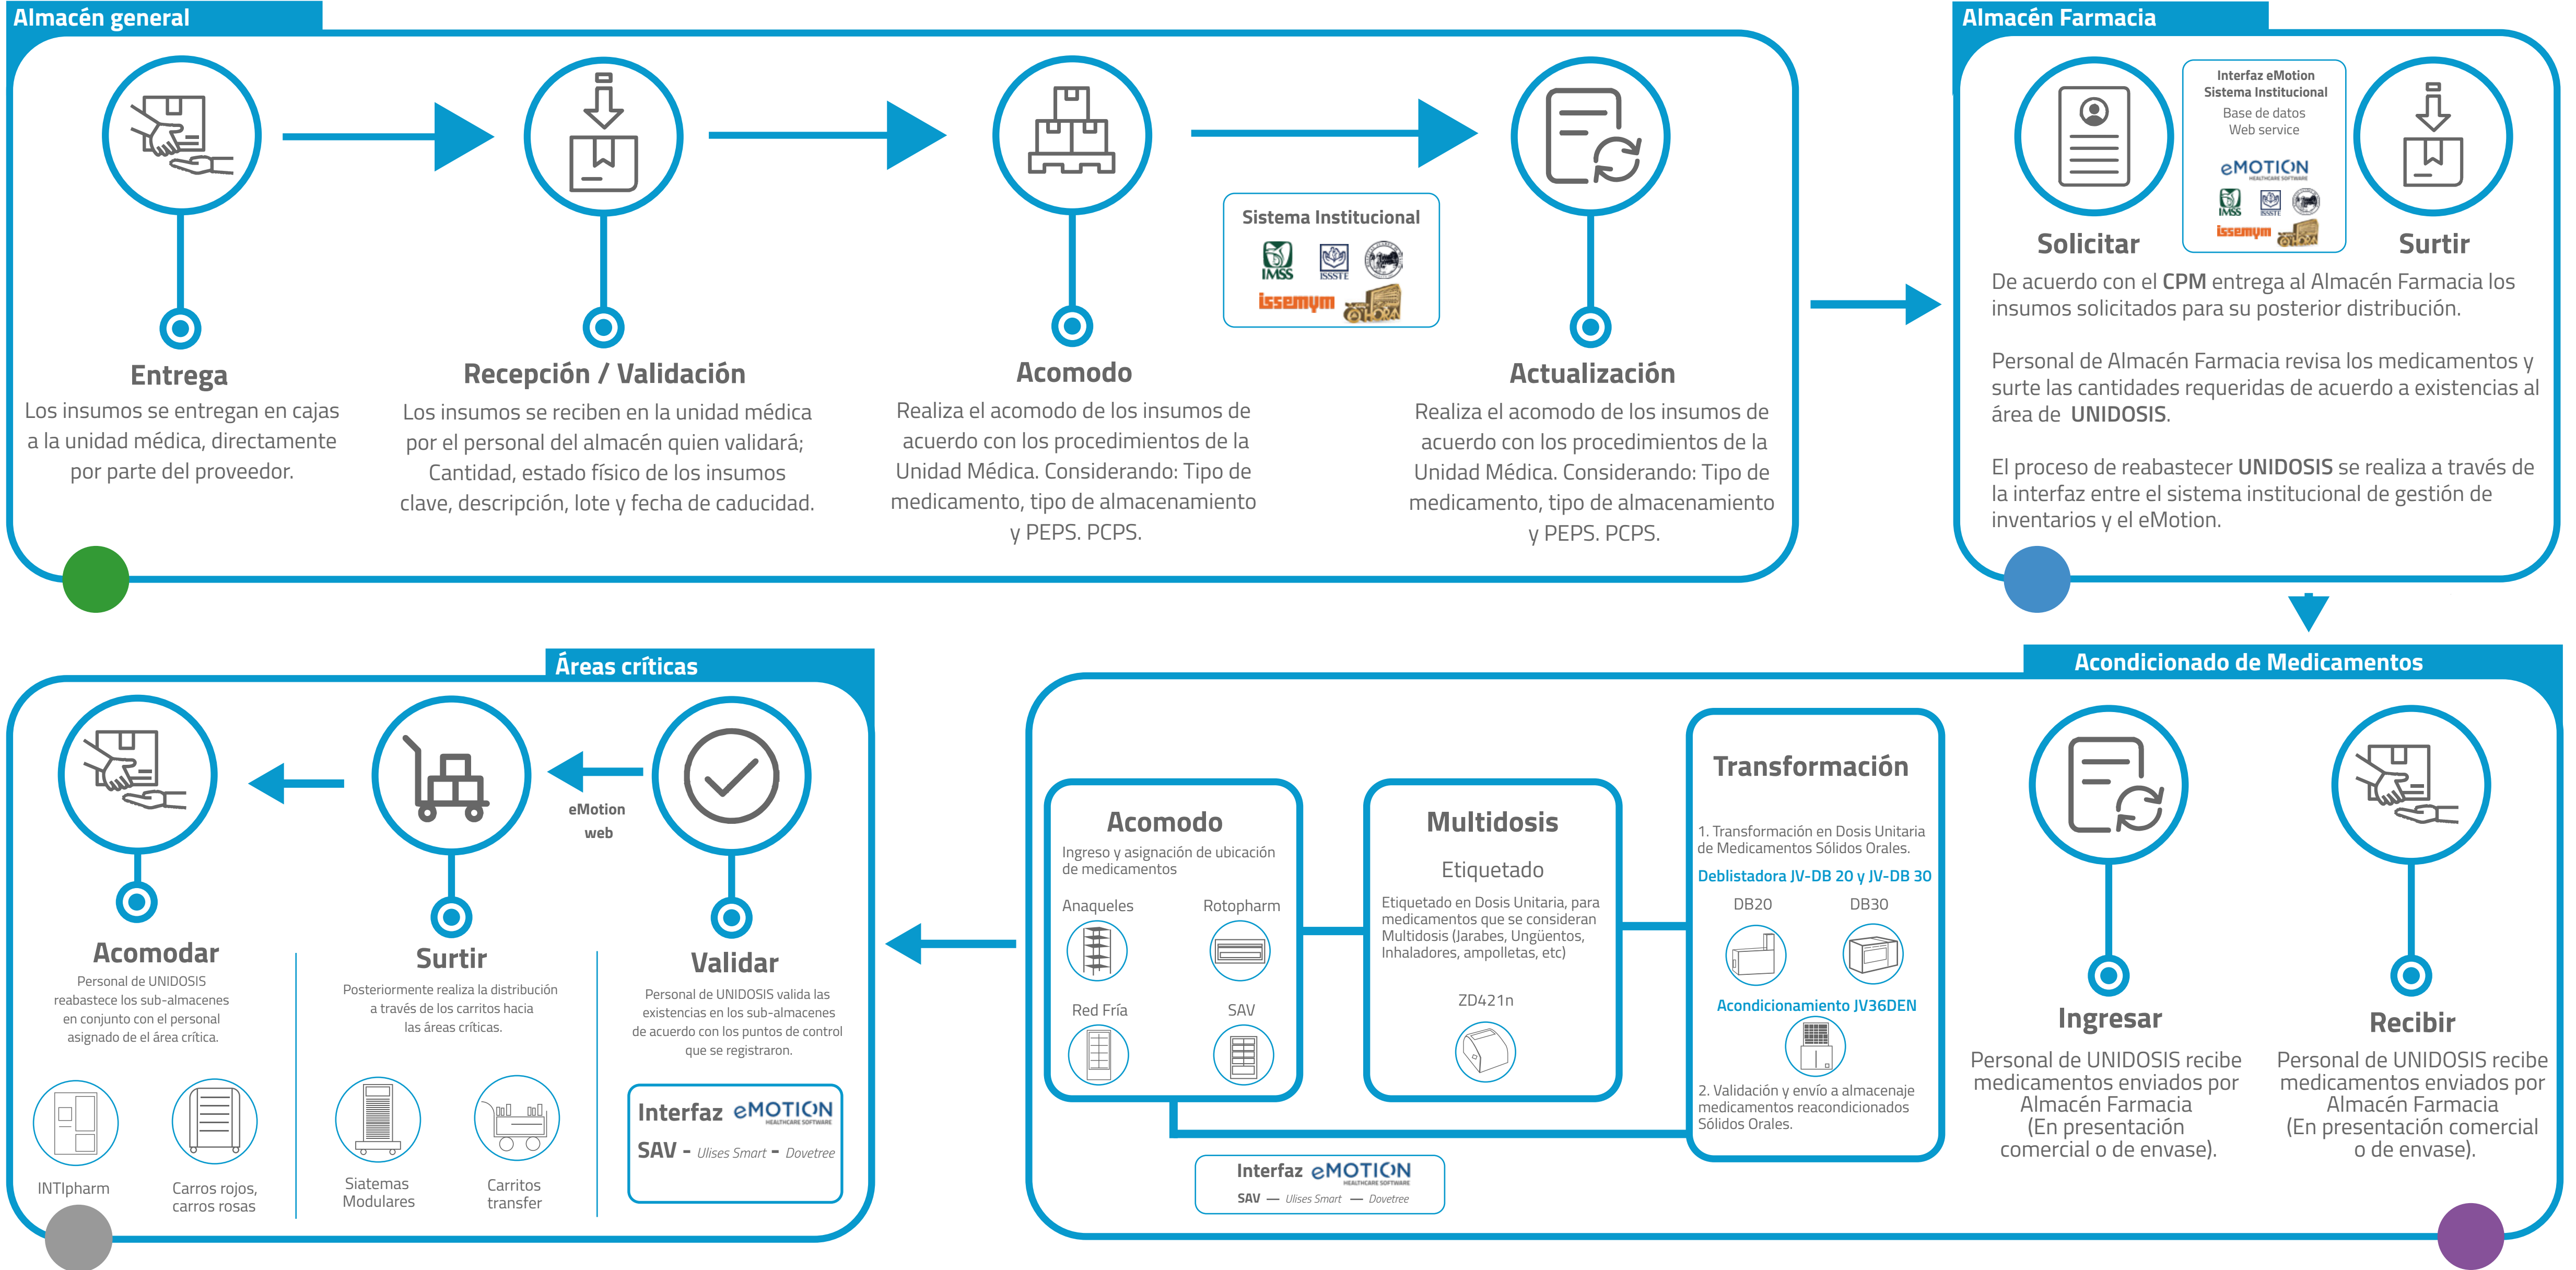 Almacén general
Entrega
Los insumos se entregan en cajas
a la unidad médica, directamente
por parte del proveedor.
Recepción / Validación
Los insumos se reciben en la unidad médica
por el personal del almacén quien validará;
Cantidad, estado físico de los insumos
clave, descripción, lote y fecha de caducidad.
Acomodo
Realiza el acomodo de los insumos de
acuerdo con los procedimientos de la
Unidad Médica. Considerando: Tipo de
medicamento, tipo de almacenamiento
y PEPS. PCPS.
Sistema Institucional
IMSS
ISSSTE
issemym
Actualización
Realiza el acomodo de los insumos de
acuerdo con los procedimientos de la
Unidad Médica. Considerando: Tipo de
medicamento, tipo de almacenamiento
y PEPS. PCPS.
Almacén Farmacia
Solicitar
Interfaz eMotion
Sistema Institucional
Base de datos
Web service
eMOTION
HEALTHCARE SOFTWARE
IMSS
ISSSTE
issemym
Surtir
De acuerdo con el CPM entrega al Almacén Farmacia los
insumos solicitados para su posterior distribución.
Personal de Almacén Farmacia revisa los medicamentos y
surte las cantidades requeridas de acuerdo a existencias al
área de UNIDOSIS.
El proceso de reabastecer UNIDOSIS se realiza a través de
la interfaz entre el sistema institucional de gestión de
inventarios y el eMotion.
Áreas críticas
eMotion
web
Acomodar
Personal de UNIDOSIS
reabastece los sub-almacenes
en conjunto con el personal
asignado de el área crítica.
INTIpharm
Carros rojos,
carros rosas
Surtir
Posteriormente realiza la distribución
a través de los carritos hacia
las áreas críticas.
Siatemas
Modulares
Carritos
transfer
Validar
Personal de UNIDOSIS valida las
existencias en los sub-almacenes
de acuerdo con los puntos de control
que se registraron.
Interfaz eMOTION
HEALTHCARE SOFTWARE
SAV - Ulises Smart - Dovetree
Acondicionado de Medicamentos
Acomodo
Ingreso y asignación de ubicación
de medicamentos
Anaqueles
Rotopharm
Red Fría
SAV
Multidosis
Etiquetado
Etiquetado en Dosis Unitaria, para
medicamentos que se consideran
Multidosis (Jarabes, Ungüentos,
Inhaladores, ampolletas, etc)
ZD421n
Transformación
1. Transformación en Dosis Unitaria
de Medicamentos Sólidos Orales.
Deblistadora JV-DB 20 y JV-DB 30
DB20
DB30
Acondicionamiento JV36DEN
2. Validación y envío a almacenaje
medicamentos reacondicionados
Sólidos Orales.
Interfaz eMOTION
HEALTHCARE SOFTWARE
SAV — Ulises Smart — Dovetree
Ingresar
Personal de UNIDOSIS recibe
medicamentos enviados por
Almacén Farmacia
(En presentación
comercial o de envase).
Recibir
Personal de UNIDOSIS recibe
medicamentos enviados por
Almacén Farmacia
(En presentación comercial
o de envase).